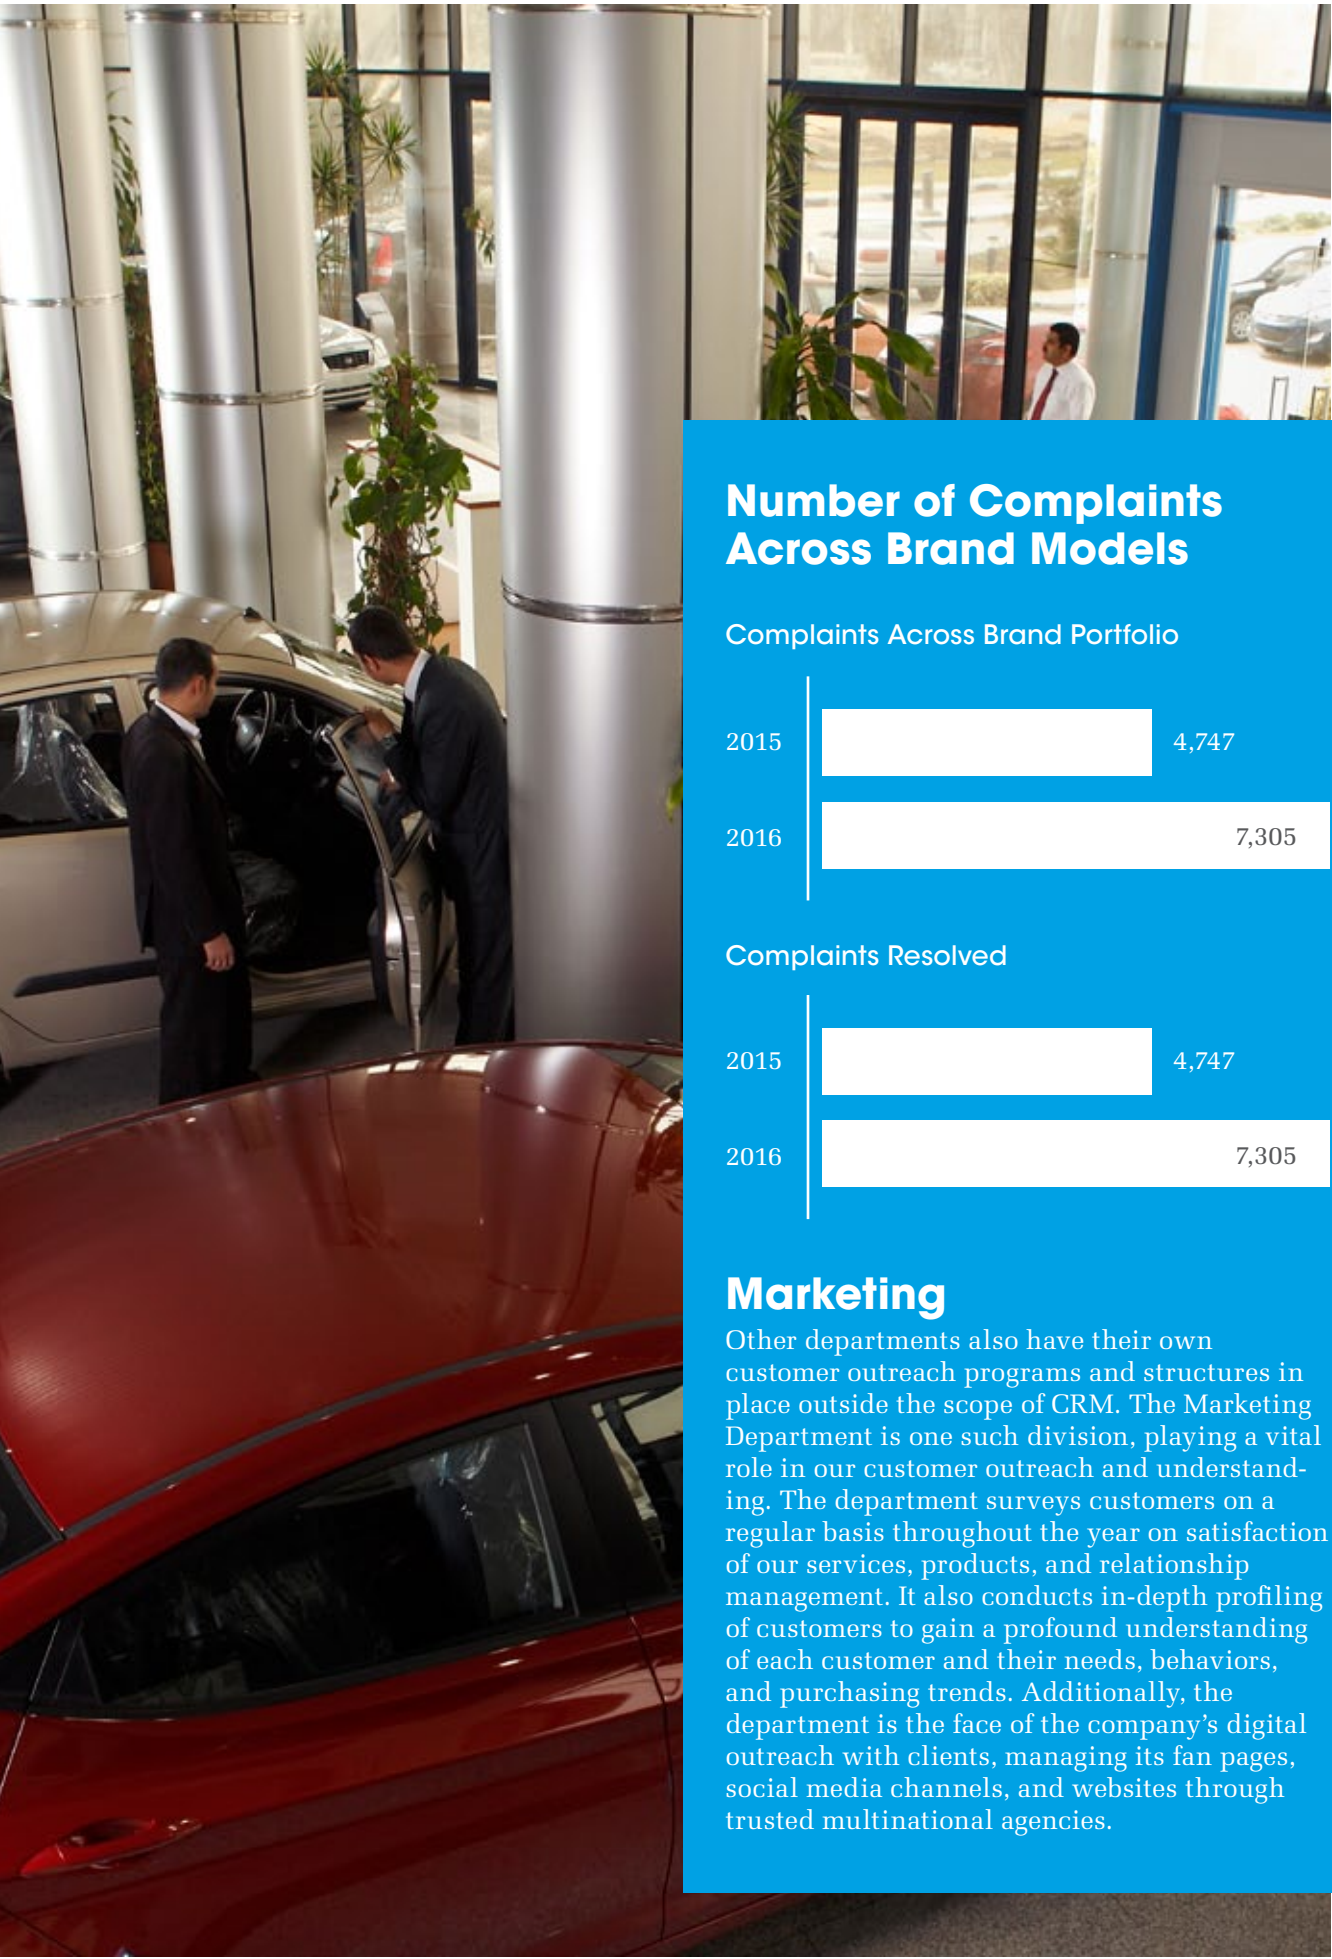 Number of Complaints
Across Brand Models
Complaints Across Brand Portfolio
2015 4,747
2016 7,305
Complaints Resolved
2015 4,747
2016 7,305
Marketing
Other departments also have their own
customer outreach programs and structures in
place outside the scope of CRM. The Marketing
Department is one such division, playing a vital
role in our customer outreach and understand-
ing. The department surveys customers on a
regular basis throughout the year on satisfaction
of our services, products, and relationship
management. It also conducts in-depth profiling
of customers to gain a profound understanding
of each customer and their needs, behaviors,
and purchasing trends. Additionally, the
department is the face of the company’s digital
outreach with clients, managing its fan pages,
social media channels, and websites through
trusted multinational agencies.